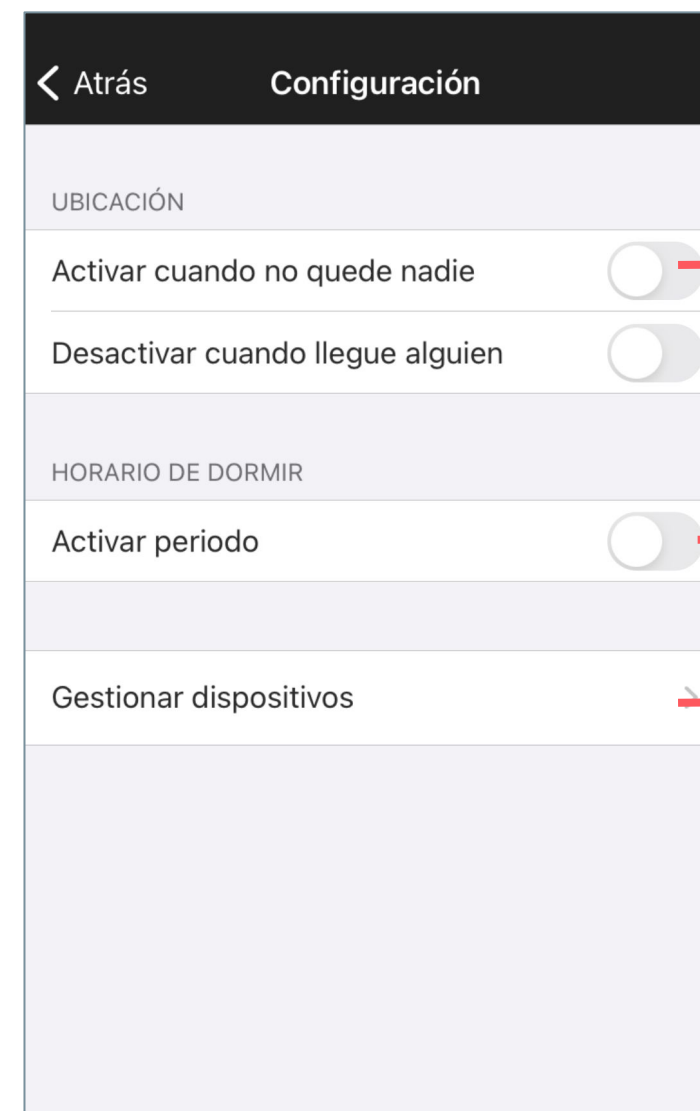 Atrás
Configuración
UBICACIÓN
Activar cuando no quede nadie
Desactivar cuando llegue alguien
HORARIO DE DORMIR
Activar periodo
Gestionar dispositivos